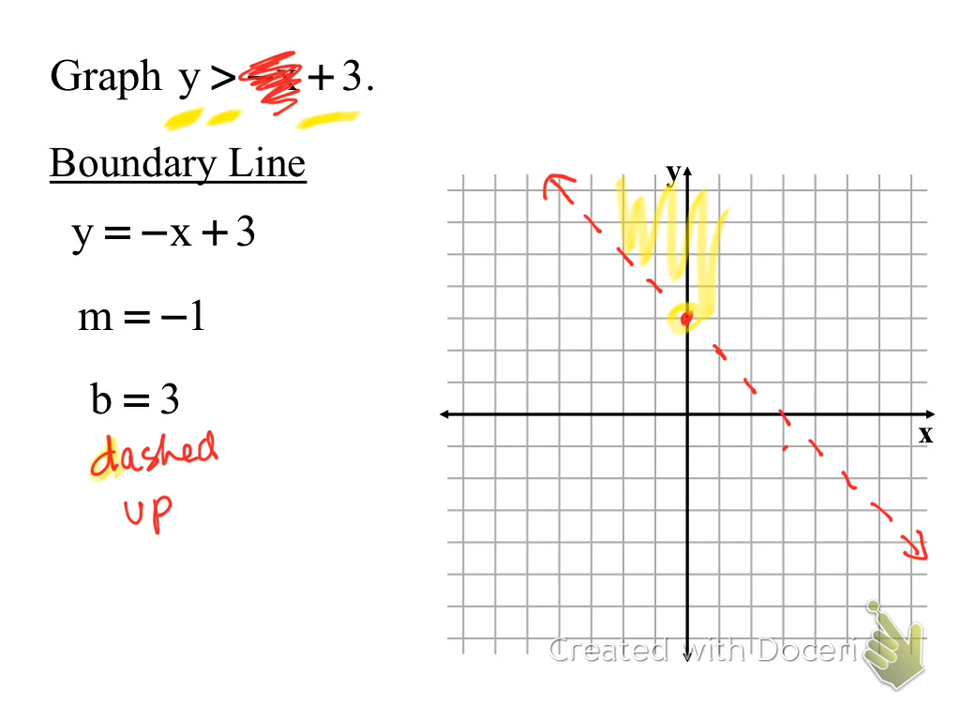 Graph y > −x + 3.
Boundary Line
y = −x + 3
m = −1
b = 3
dashed
up
y
x
Created with Doceri